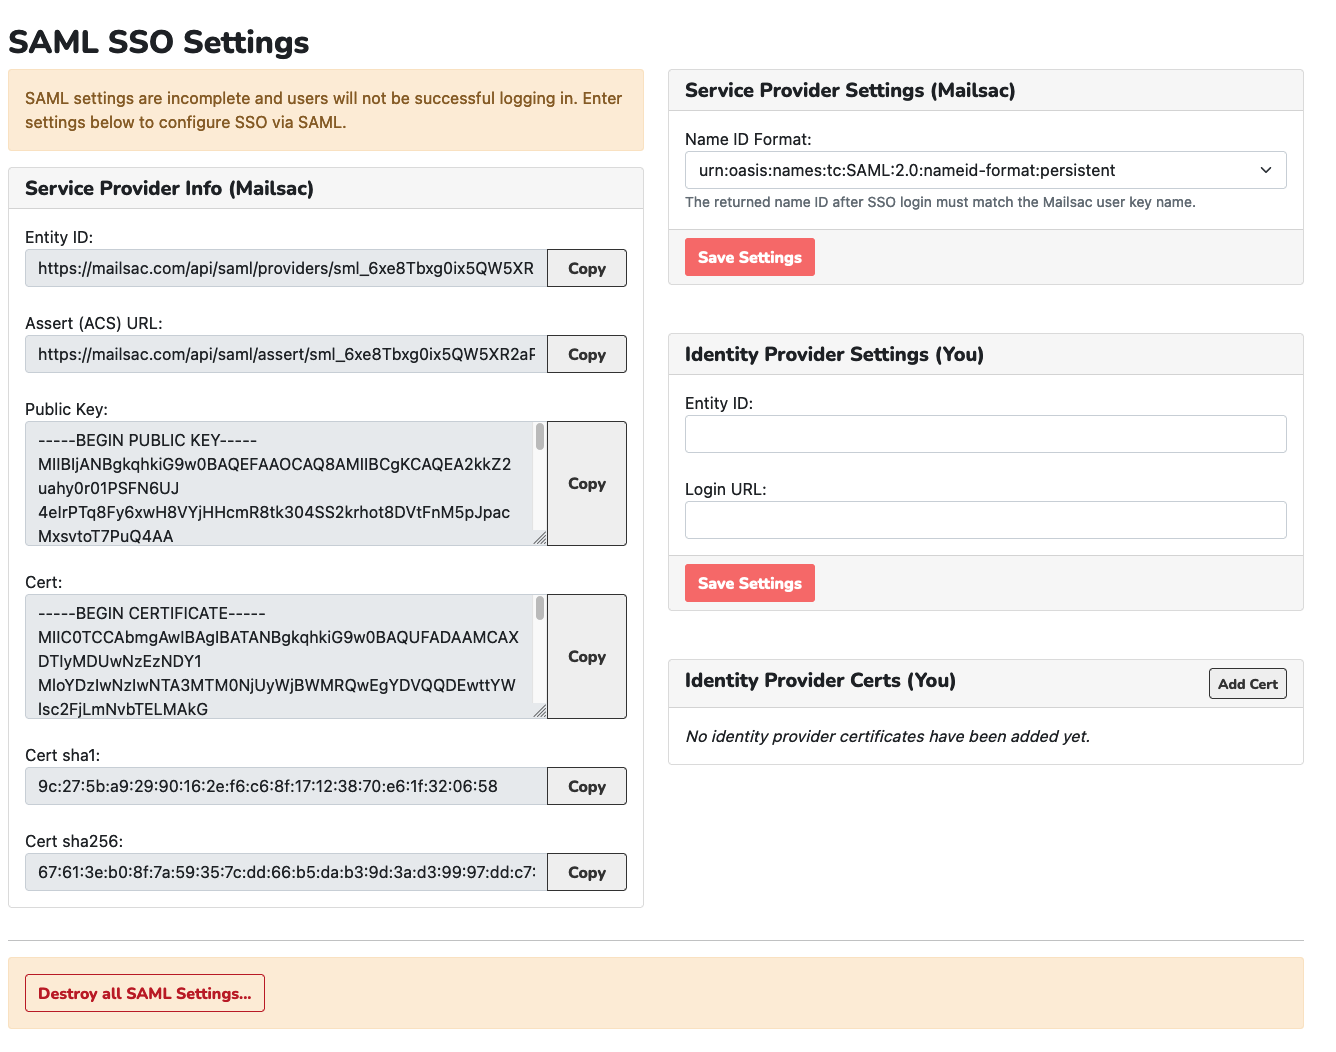 SAML SSO Settings
SAML settings are incomplete and users will not be successful logging in. Enter
settings below to configure SSO via SAML.
Service Provider Info (Mailsac)
Entity ID:
https://mailsac.com/api/saml/providers/sml_6xe8Tbxg0ix5QW5XR
Copy
Assert (ACS) URL:
https://mailsac.com/api/saml/assert/sml_6xe8Tbxg0ix5QW5XR2aF
Copy
Public Key:
-----BEGIN PUBLIC KEY-----
MIIBIjANBgkqhkiG9w0BAQEFAAOCAQ8AMIIBCgKCAQEA2kkZ2
uahy0r01PSFN6UJ
4eIrPTq8Fy6xwH8VYjHHcmR8tk304SS2krhot8DVtFnM5pJpac
MxsvtoT7PuQ4AA
Copy
Cert:
-----BEGIN CERTIFICATE-----
MIIC0TCCAbmgAwIBAgIBATANBgkqhkiG9w0BAQUFADAAMCAX
DTIyMDUwNzEzNDY1
MloYDzIwNzIwNTA3MTM0NjUyWjBWMRQwEgYDVQQDEwttYW
lsc2FjLmNvbTELMAkG
Copy
Cert sha1:
9c:27:5b:a9:29:90:16:2e:f6:c6:8f:17:12:38:70:e6:1f:32:06:58
Copy
Cert sha256:
67:61:3e:b0:8f:7a:59:35:7c:dd:66:b5:da:b3:9d:3a:d3:99:97:dd:c7:
Copy
Service Provider Settings (Mailsac)
Name ID Format:
urn:oasis:names:tc:SAML:2.0:nameid-format:persistent
The returned name ID after SSO login must match the Mailsac user key name.
Save Settings
Identity Provider Settings (You)
Entity ID:
Login URL:
Save Settings
Identity Provider Certs (You)
Add Cert
No identity provider certificates have been added yet.
Destroy all SAML Settings...